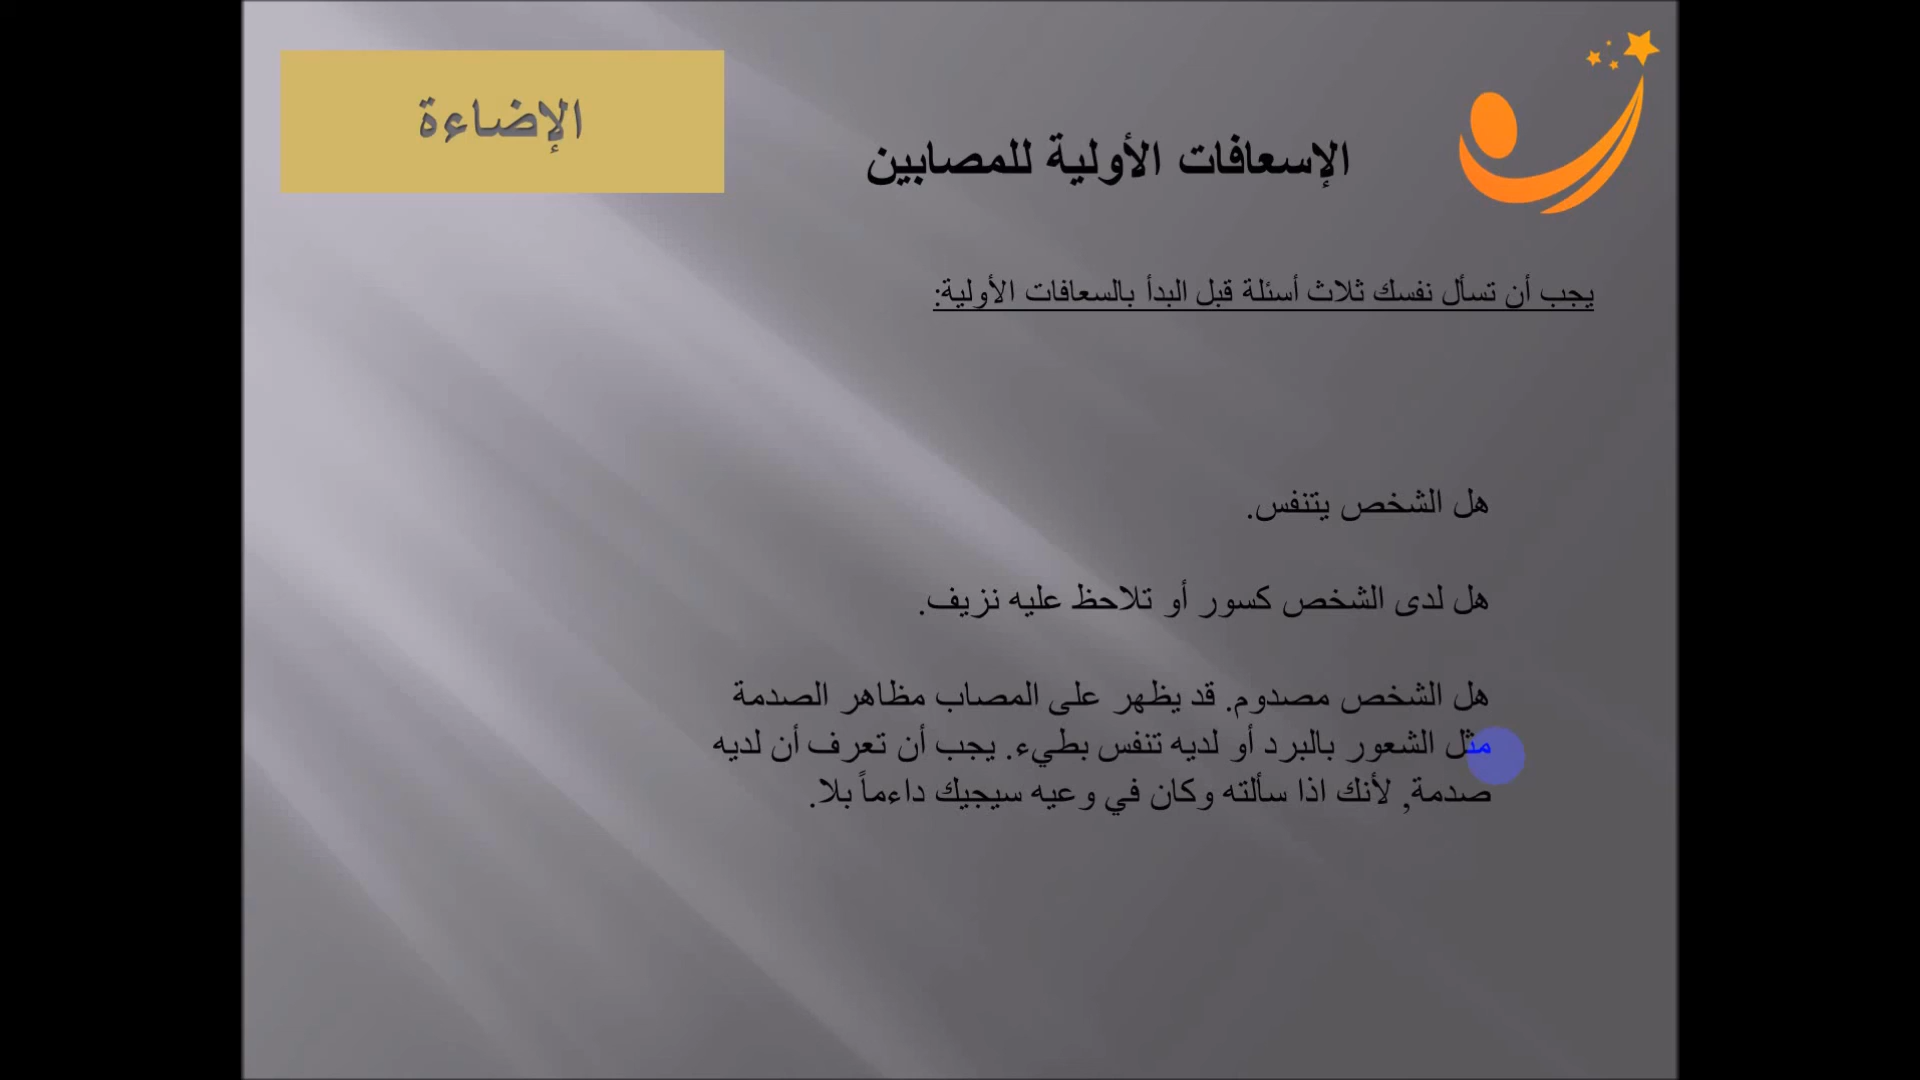 الإضاءة
الإسعافات الأولية للمصابين
يجب أن تسأل نفسك ثلاث أسئلة قبل البدأ بالسعافات الأولية:
هل الشخص يتنفس.
هل لدى الشخص كسور أو تلاحظ عليه نزيف.
هل الشخص مصدوم. قد يظهر على المصاب مظاهر الصدمة
مثل الشعور بالبرد أو لديه تنفس بطيء. يجب أن تعرف أن لديه
صدمة, لأنك اذا سألته وكان في وعيه سيجيك داءماً بلا.